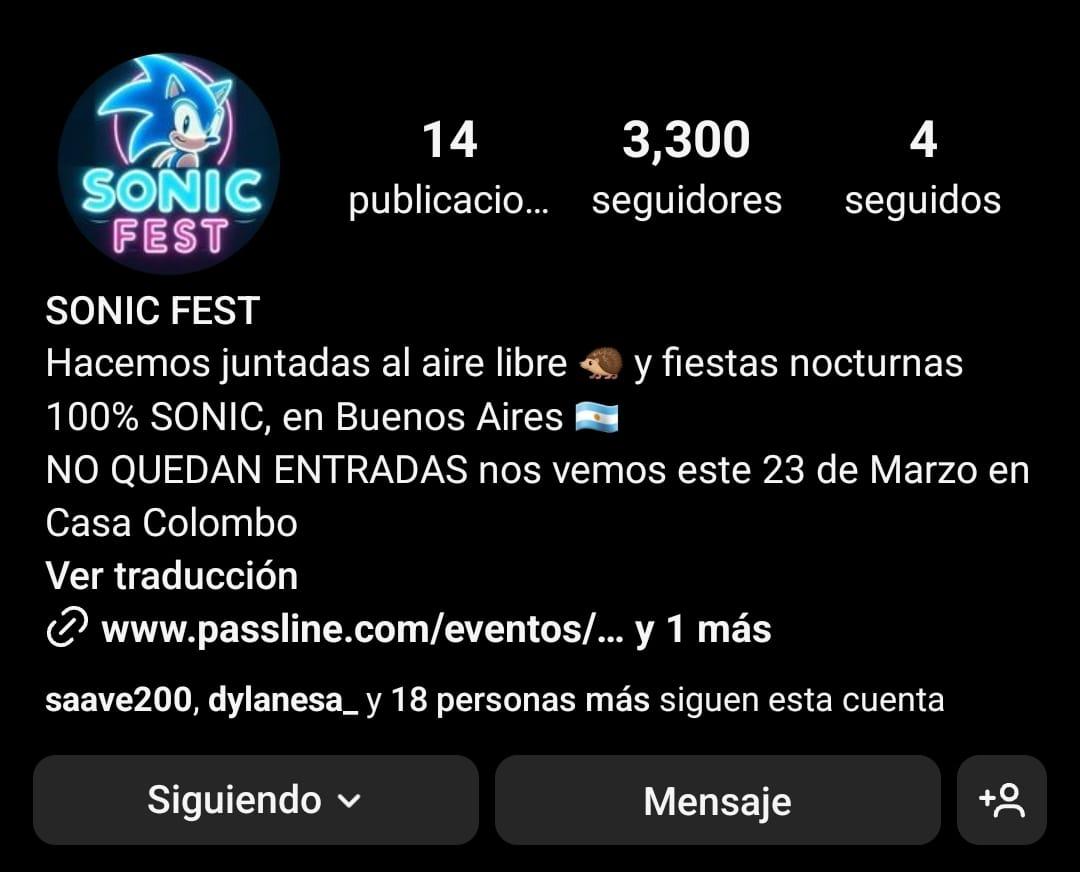 SONIC
FEST
14 3,300 4
publicacio... seguidores seguidos
SONIC FEST
Hacemos juntadas al aire libre 🦔 y fiestas nocturnas
100% SONIC, en Buenos Aires 🇦🇷
NO QUEDAN ENTRADAS nos vemos este 23 de Marzo en
Casa Colombo
Ver traducción
www.passline.com/eventos/... y 1 más
saave200, dylanesa_ y 18 personas más siguen esta cuenta
Siguiendo Mensaje